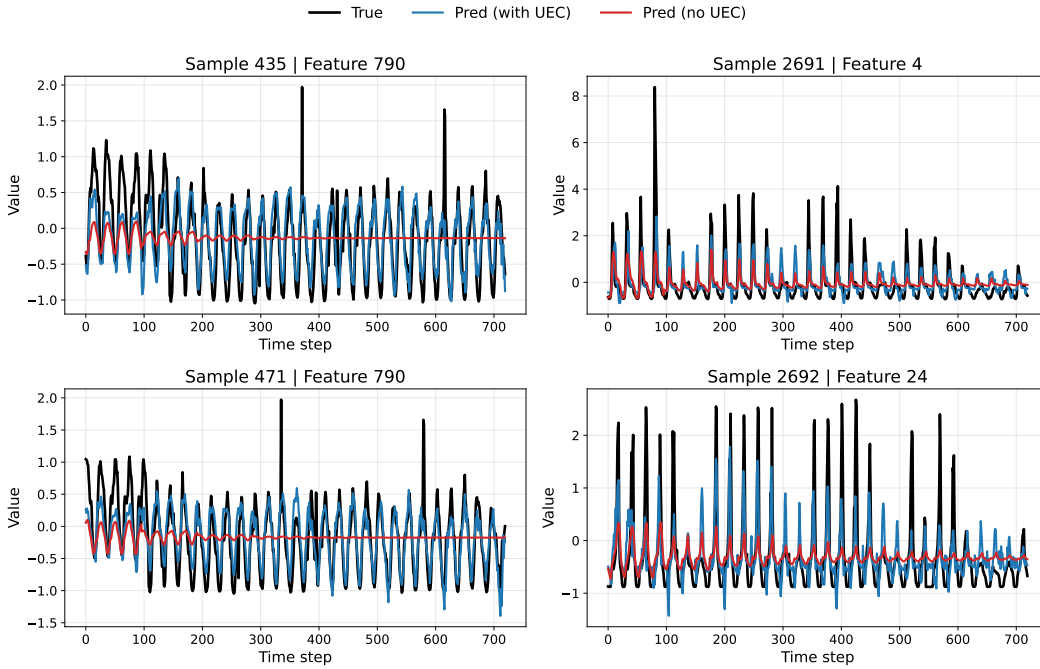 True Pred (with UEC) Pred (no UEC)
Sample 435 | Feature 790
2.0
1.5
1.0
0.5
0.0
−0.5
−1.0
Value
0 100 200 300 400 500 600 700
Time step
Sample 2691 | Feature 4
8
6
4
2
0
Value
0 100 200 300 400 500 600 700
Time step
Sample 471 | Feature 790
2.0
1.5
1.0
0.5
0.0
−0.5
−1.0
−1.5
Value
0 100 200 300 400 500 600 700
Time step
Sample 2692 | Feature 24
2
1
0
−1
Value
0 100 200 300 400 500 600 700
Time step